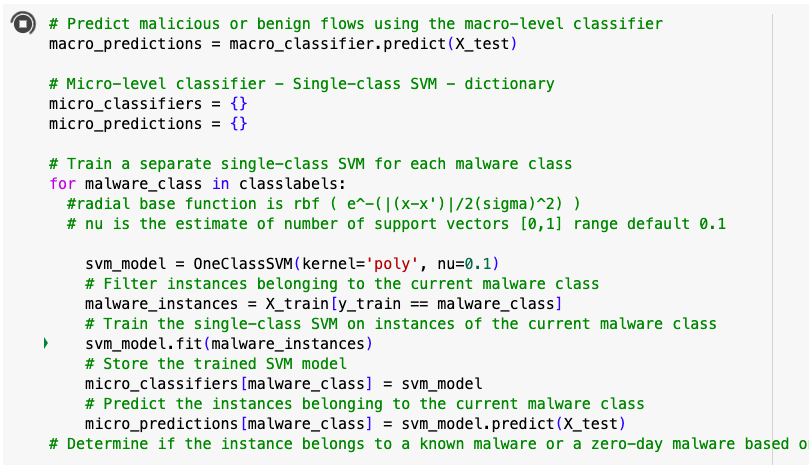 # Predict malicious or benign flows using the macro-level classifier
macro_predictions = macro_classifier.predict(X_test)
# Micro-level classifier - Single-class SVM - dictionary
micro_classifiers = {}
micro_predictions = {}
# Train a separate single-class SVM for each malware class
for malware_class in classlabels:
#radial base function is rbf ( e^-(|(x-x')|/2(sigma)^2) )
# nu is the estimate of number of support vectors [0,1] range default 0.1
svm_model = OneClassSVM(kernel='poly', nu=0.1)
# Filter instances belonging to the current malware class
malware_instances = X_train[y_train == malware_class]
# Train the single-class SVM on instances of the current malware class
svm_model.fit(malware_instances)
# Store the trained SVM model
micro_classifiers[malware_class] = svm_model
# Predict the instances belonging to the current malware class
micro_predictions[malware_class] = svm_model.predict(X_test)
# Determine if the instance belongs to a known malware or a zero-day malware based